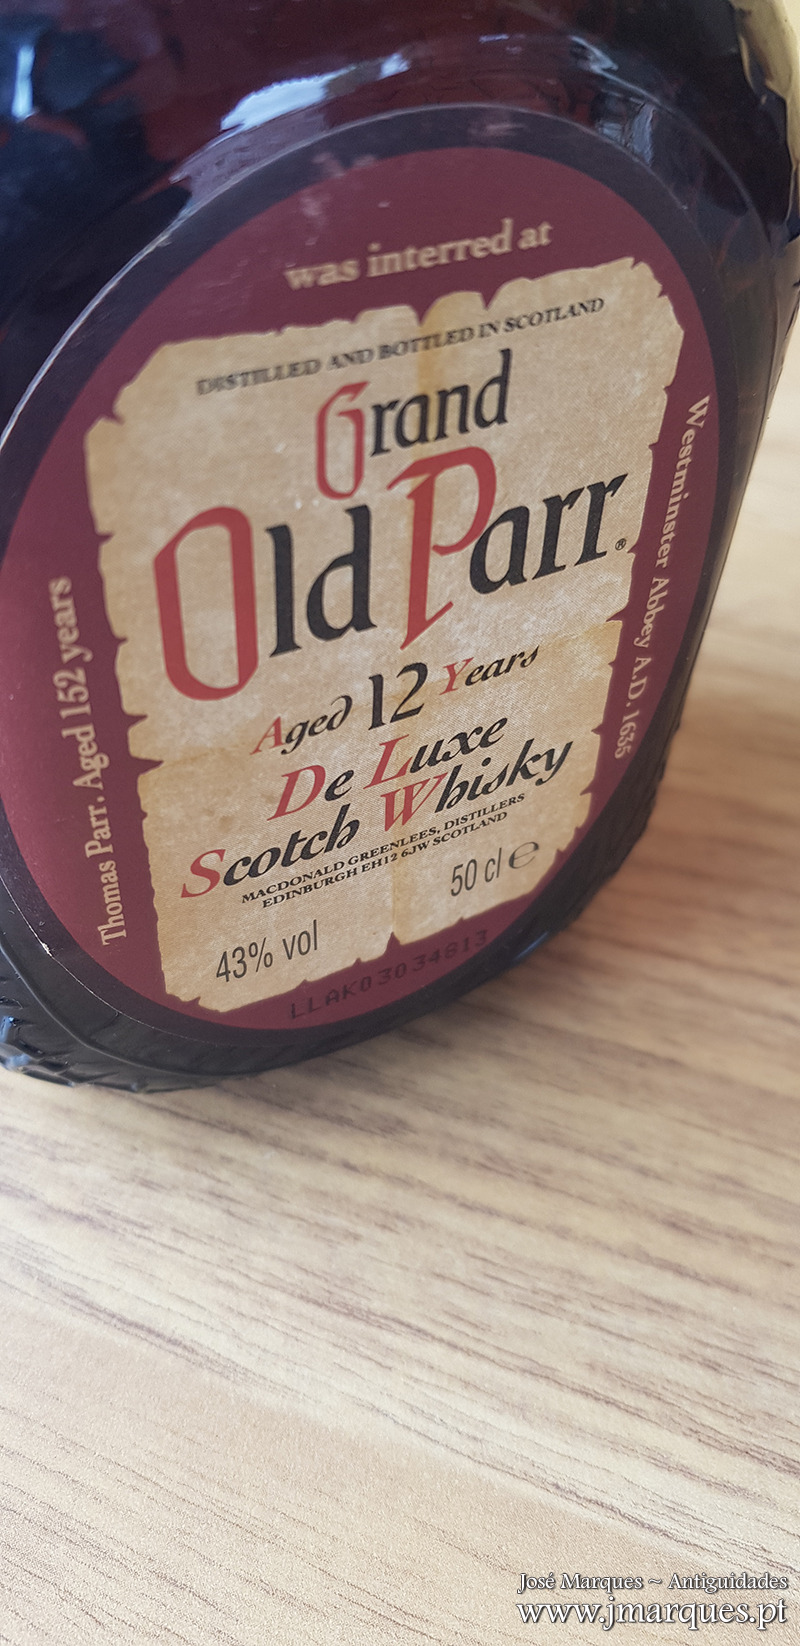 Thomas Parr. Aged 152 years
was interred at
Westminster Abbey A.D. 1635
DISTILLED AND BOTTLED IN SCOTLAND
Grand
Old Parr®
Aged 12 Years
De Luxe
Scotch Whisky
MACDONALD GREENLEES, DISTILLERS
EDINBURGH EH12 6JW SCOTLAND
43% vol 50 cl ℮
LLAK03034813
José Marques ~ Antiguidades
www.jmarques.pt